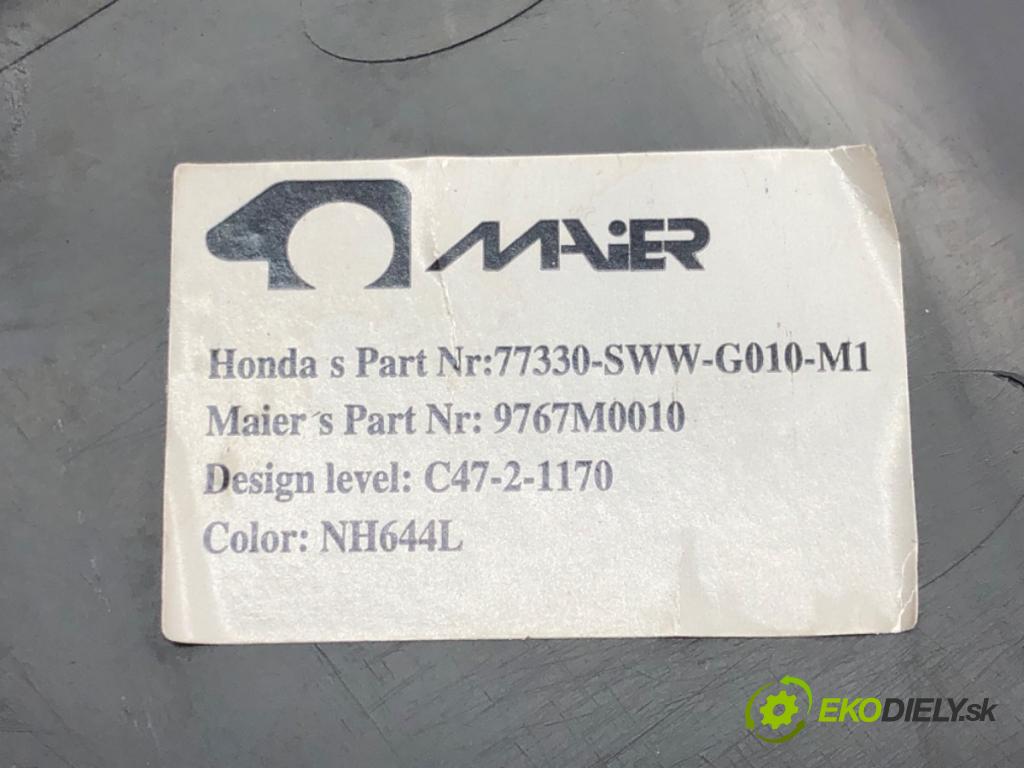 MAiER
Honda s Part Nr:77330-SWW-G010-M1
Maier´s Part Nr: 9767M0010
Design level: C47-2-1170
Color: NH644L
EKODIELY.sk